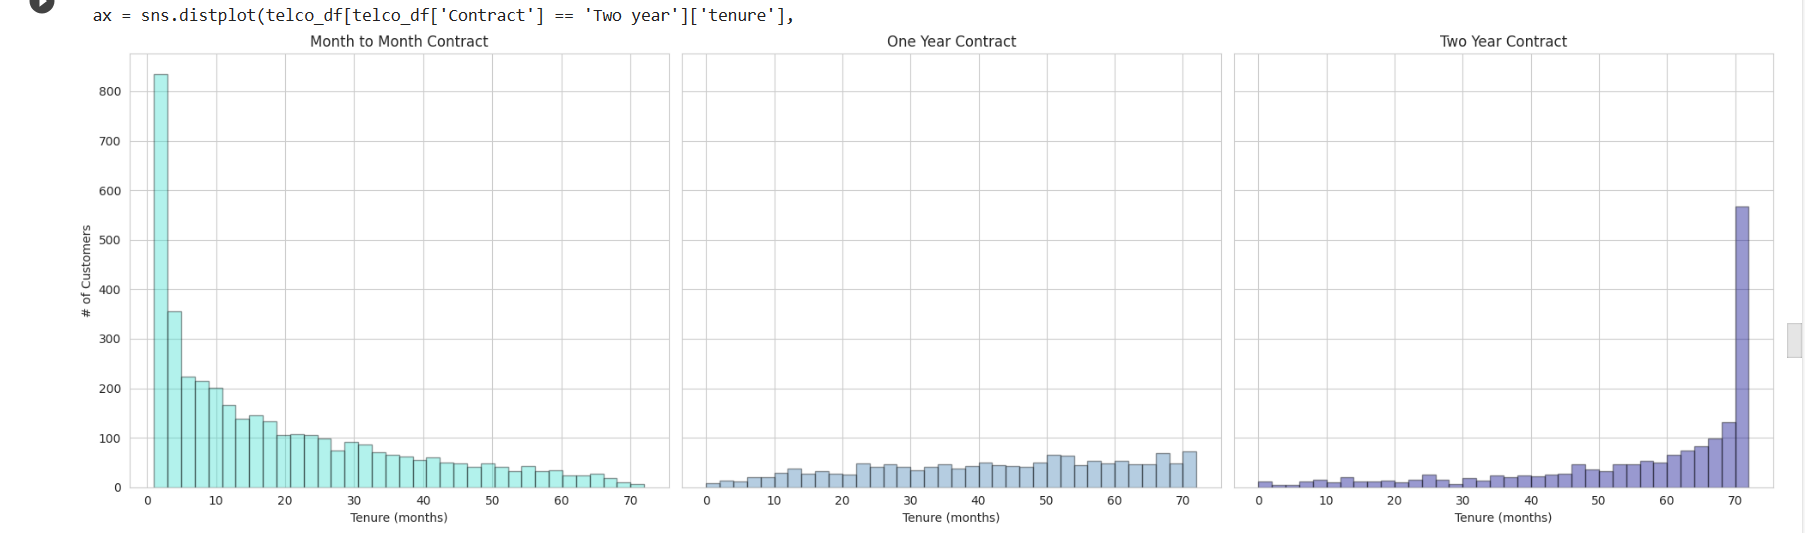 ax = sns.distplot(telco_df[telco_df['Contract'] == 'Two year']['tenure'],
Month to Month Contract
One Year Contract
Two Year Contract
# of Customers
800
700
600
500
400
300
200
100
0
0 10 20 30 40 50 60 70
0 10 20 30 40 50 60 70
0 10 20 30 40 50 60 70
Tenure (months)
Tenure (months)
Tenure (months)